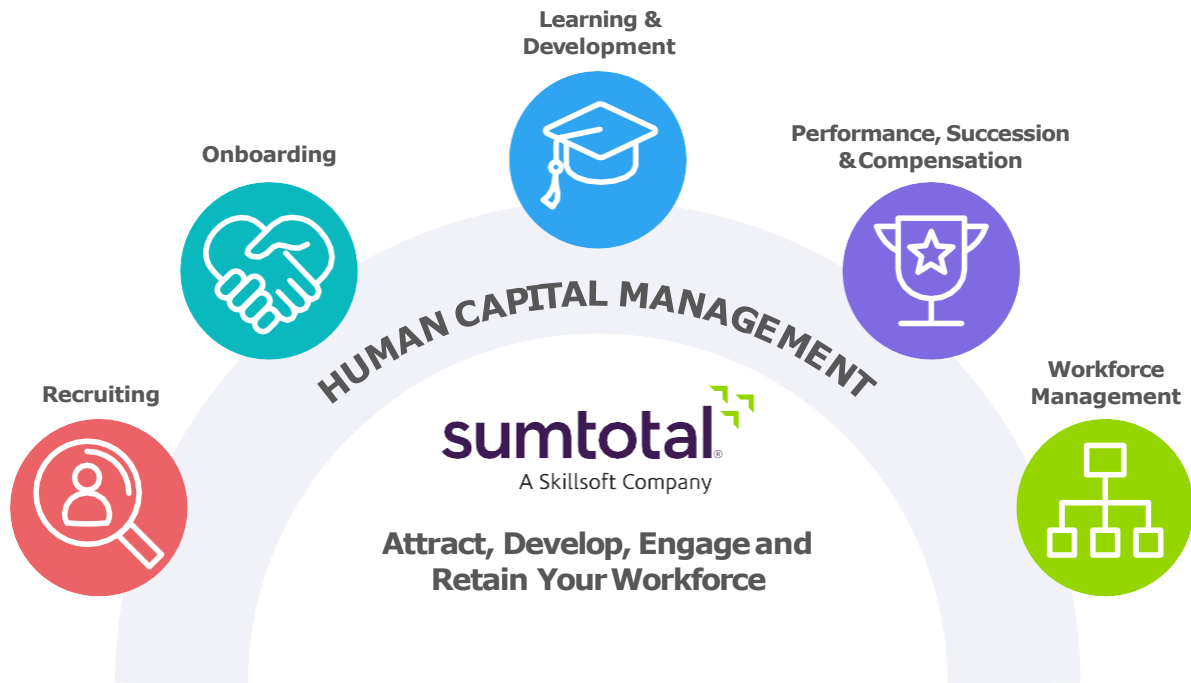 Learning &
Development
Onboarding
Performance, Succession
& Compensation
Recruiting
Workforce
Management
HUMAN CAPITAL MANAGEMENT
sumtotal®
A Skillsoft Company
Attract, Develop, Engage and
Retain Your Workforce